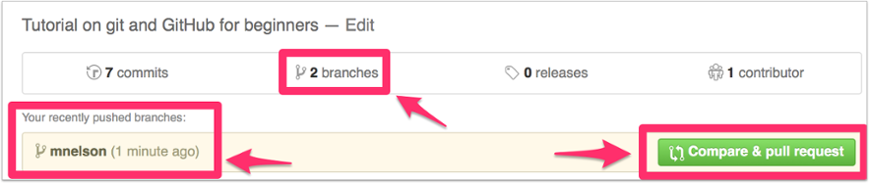 Tutorial on git and GitHub for beginners — Edit
7 commits 2 branches 0 releases 1 contributor
Your recently pushed branches:
mnelson (1 minute ago) Compare & pull request